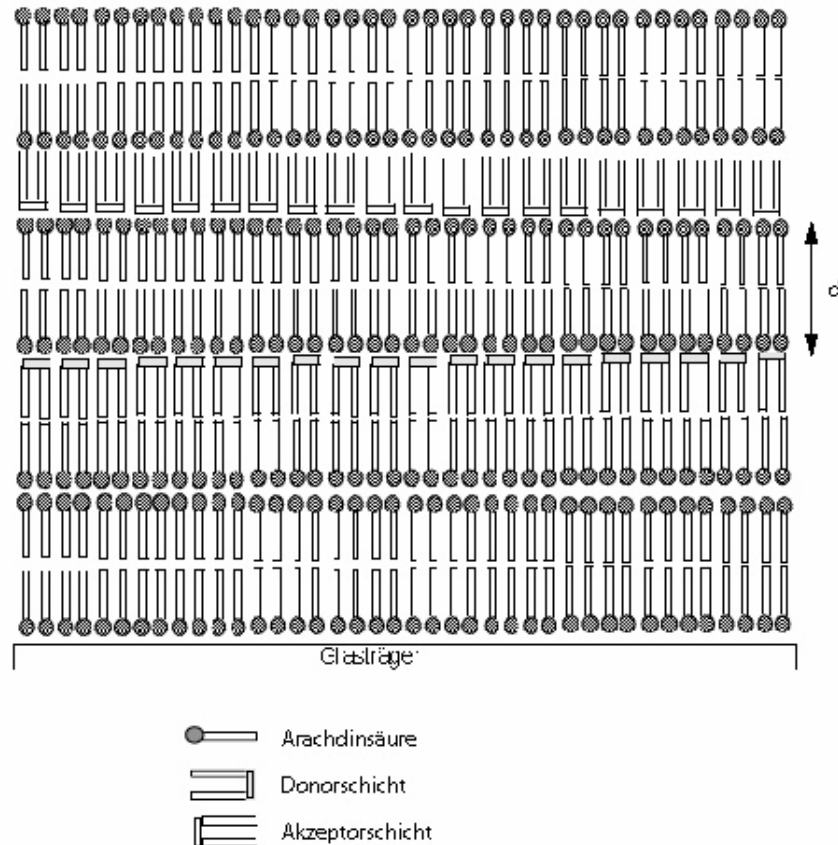 d
Glasträger
Arachdinsäure
Donorschicht
Akzeptorschicht